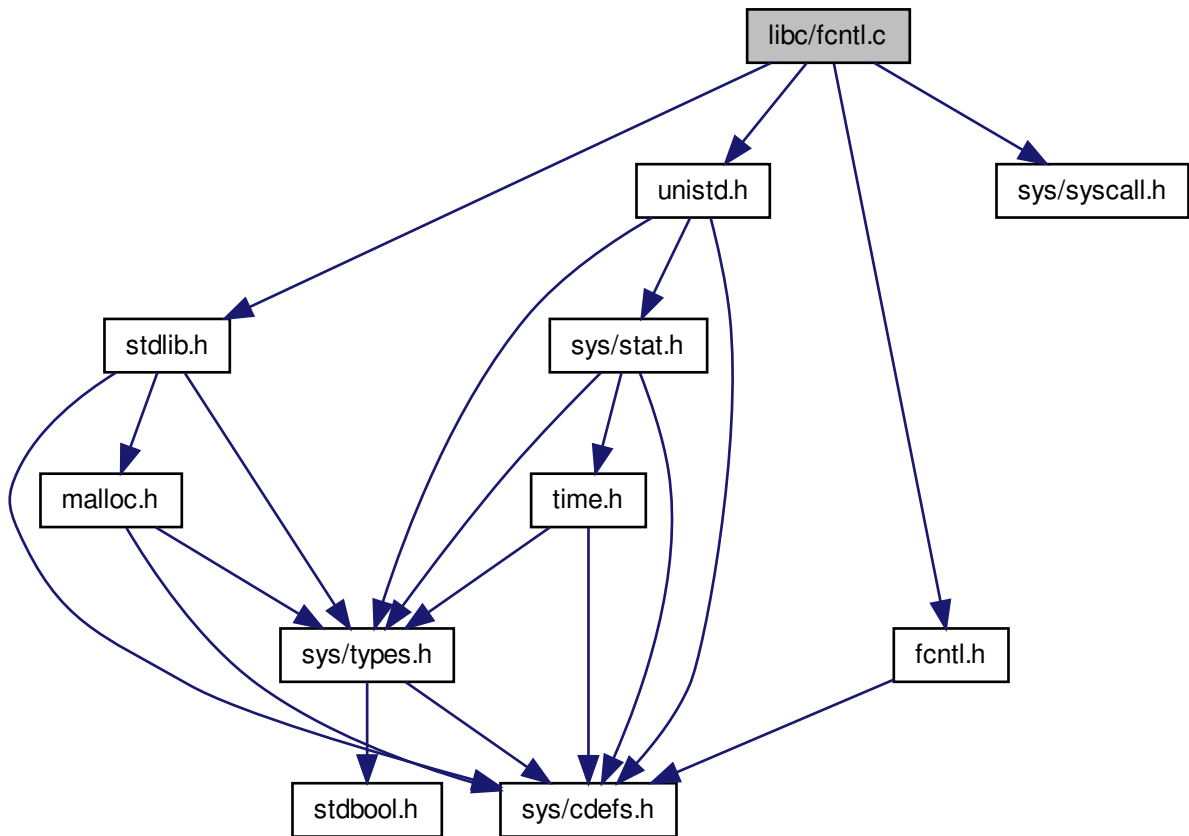 libc/fcntl.c
unistd.h
sys/syscall.h
stdlib.h
sys/stat.h
malloc.h
time.h
sys/types.h
fcntl.h
stdbool.h
sys/cdefs.h